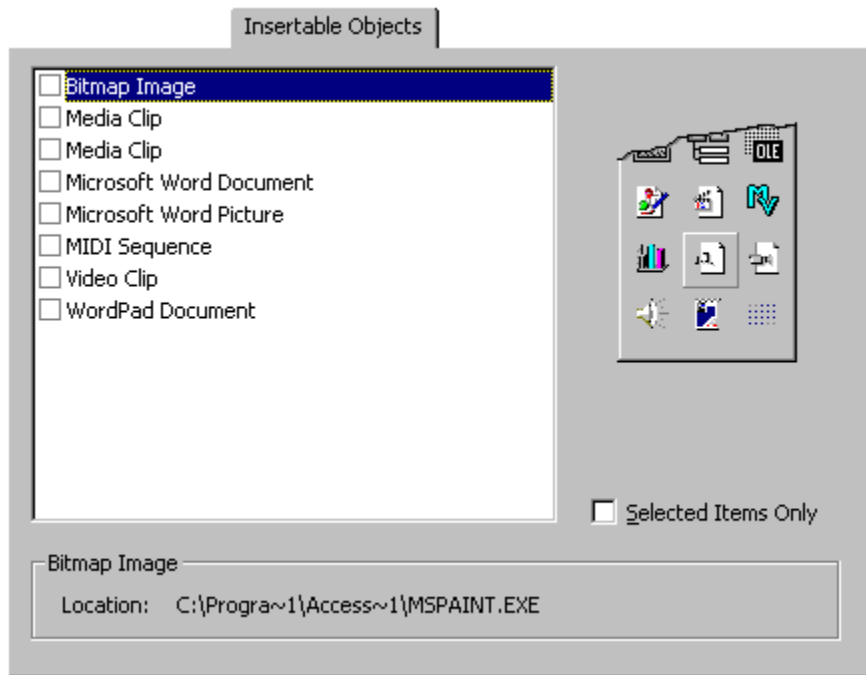 Insertable Objects
Bitmap Image
Media Clip
Media Clip
Microsoft Word Document
Microsoft Word Picture
MIDI Sequence
Video Clip
WordPad Document
OLE
Selected Items Only
Bitmap Image
Location: C:\Progra~1\Access~1\MSPAINT.EXE